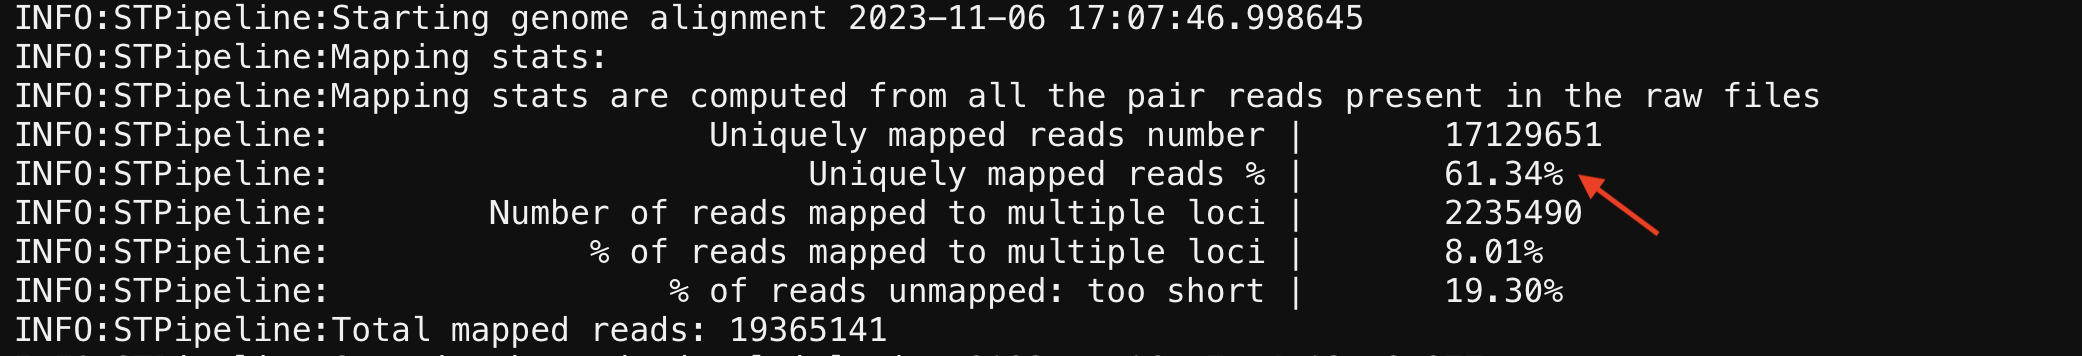 INFO:STPipeline:Starting genome alignment 2023-11-06 17:07:46.998645
INFO:STPipeline:Mapping stats:
INFO:STPipeline:Mapping stats are computed from all the pair reads present in the raw files
INFO:STPipeline: Uniquely mapped reads number | 17129651
INFO:STPipeline: Uniquely mapped reads % | 61.34%
INFO:STPipeline: Number of reads mapped to multiple loci | 2235490
INFO:STPipeline: % of reads mapped to multiple loci | 8.01%
INFO:STPipeline: % of reads unmapped: too short | 19.30%
INFO:STPipeline:Total mapped reads: 19365141